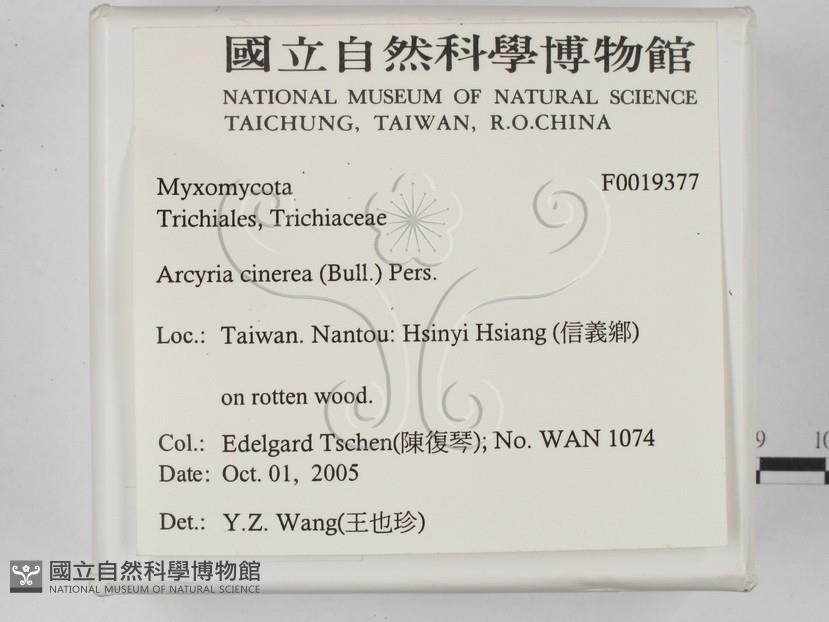 國立自然科學博物館
NATIONAL MUSEUM OF NATURAL SCIENCE
TAICHUNG, TAIWAN, R.O.CHINA
Myxomycota F0019377
Trichiales, Trichiaceae
Arcyria cinerea (Bull.) Pers.
Loc.: Taiwan. Nantou: Hsinyi Hsiang (信義鄉)
on rotten wood.
Col.: Edelgard Tschen(陳復琴); No. WAN 1074
Date: Oct. 01, 2005
Det.: Y.Z. Wang(王也珍)
9 10
國立自然科學博物館
NATIONAL MUSEUM OF NATURAL SCIENCE